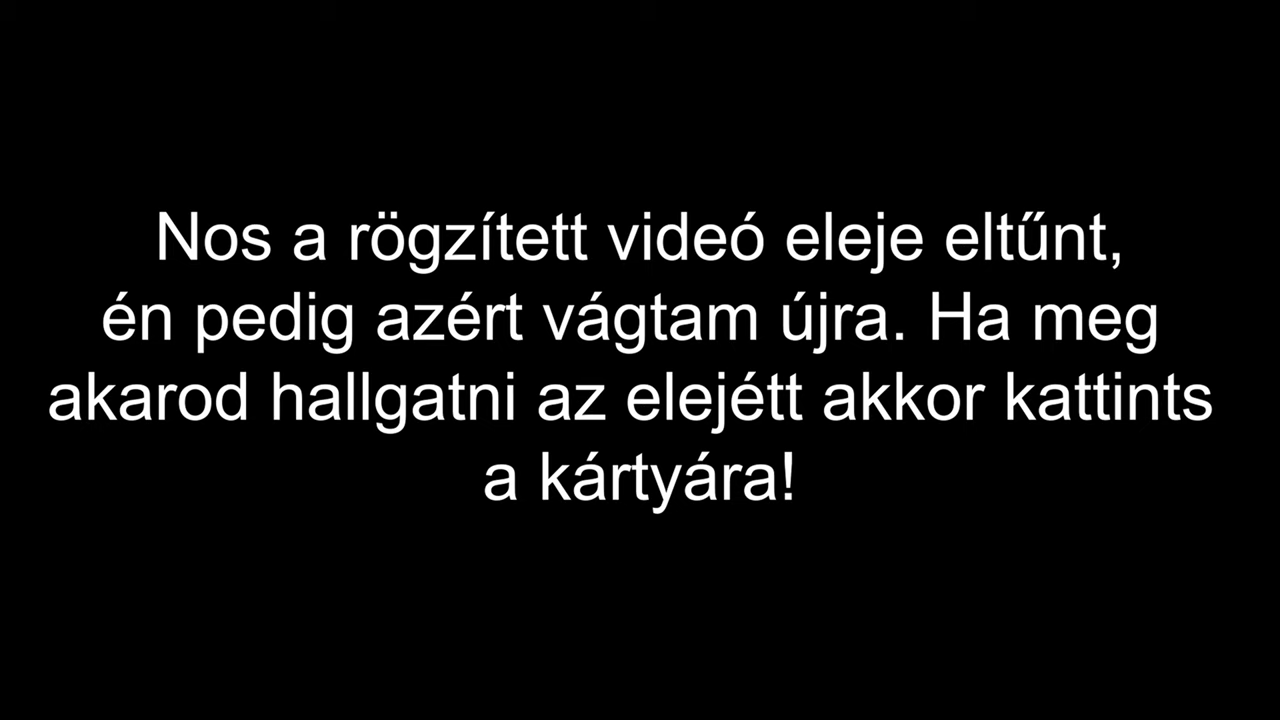 Nos a rögzített videó eleje eltűnt,
én pedig azért vágtam újra. Ha meg
akarod hallgatni az elejétt akkor kattints
a kártyára!